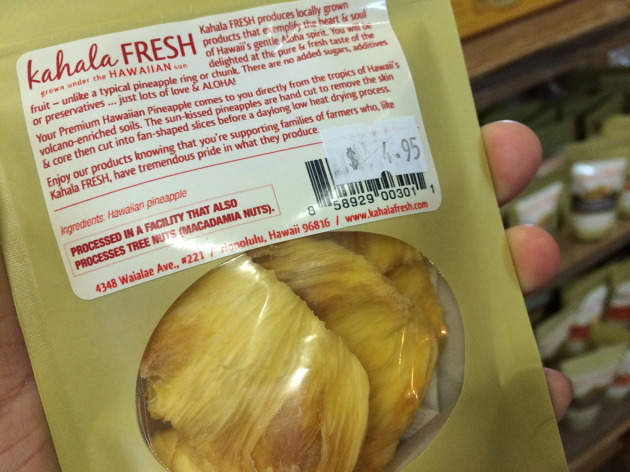 kahala FRESH
grown under the HAWAIIAN sun
Kahala FRESH produces locally grown
products that exemplify the heart & soul
of Hawaii's gentle Aloha spirit. You will be
delighted at the pure & fresh taste of the
fruit – unlike a typical pineapple ring or chunk. There are no added sugars, additives
or preservatives ... just lots of love & ALOHA!
Your Premium Hawaiian Pineapple comes to you directly from the tropics of Hawaii's
volcano-enriched soils. The sun-kissed pineapples are hand cut to remove the skin
& core then cut into fan-shaped slices before a daylong low heat drying process.
Enjoy our products knowing that you're supporting families of farmers who, like
Kahala FRESH, have tremendous pride in what they produce.
$ 4.95
Ingredients: Hawaiian pineapple
PROCESSED IN A FACILITY THAT ALSO
PROCESSES TREE NUTS (MACADAMIA NUTS).
8 58929 00301 1
4348 Waialae Ave., #221 / Honolulu, Hawaii 96816 / www.kahalafresh.com